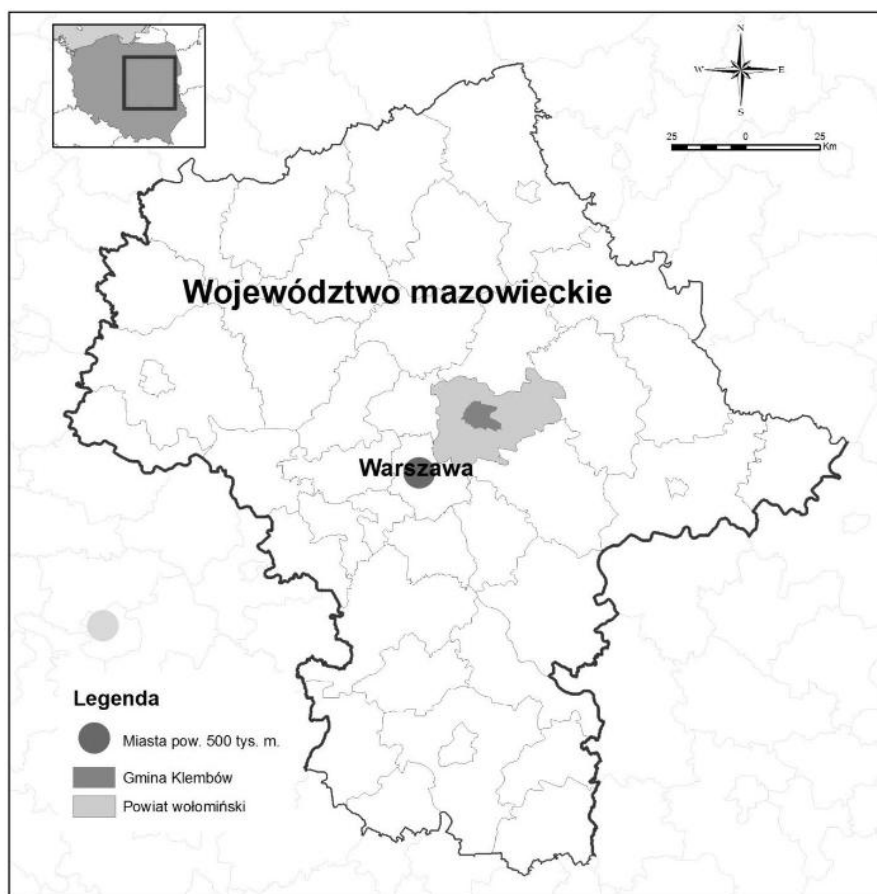 N
W E
S
25 0 25
Km
Województwo mazowieckie
Warszawa
Legenda
Miasta pow. 500 tys. m.
Gmina Klembów
Powiat wołomiński